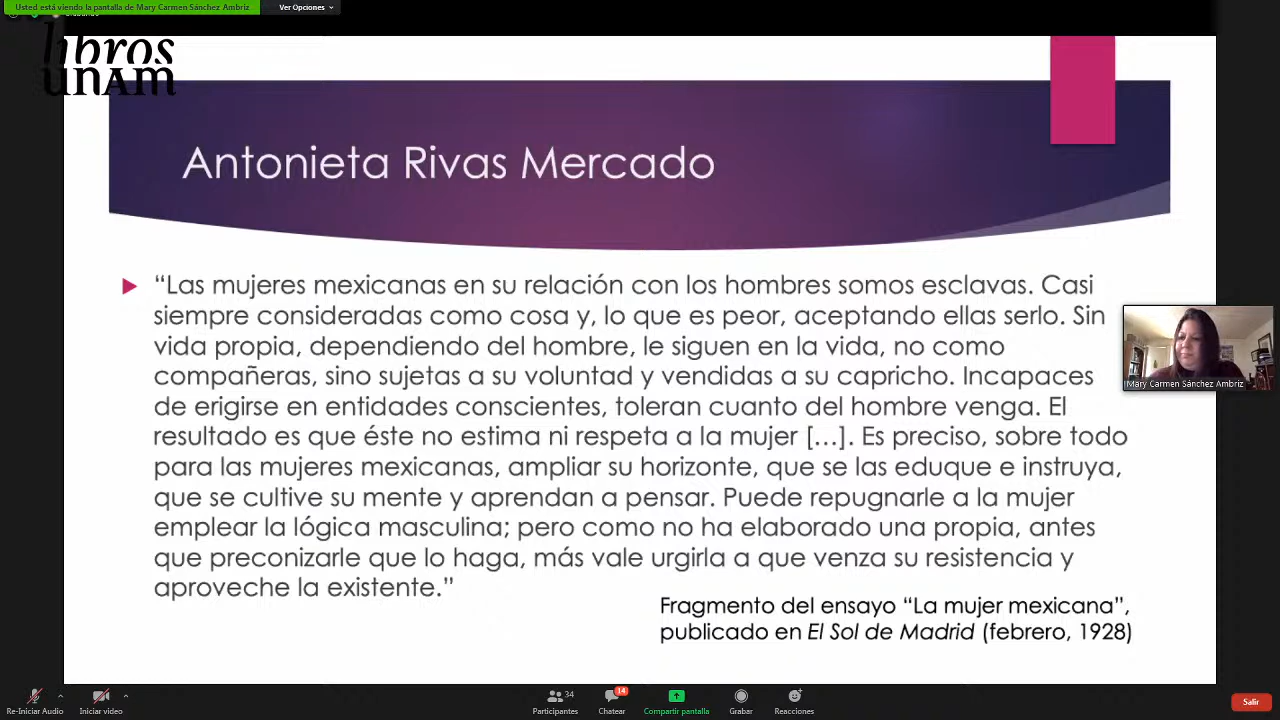 Usted está viendo la pantalla de Mary Carmen Sánchez Ambriz
Ver Opciones
libros
unam
Antonieta Rivas Mercado
“Las mujeres mexicanas en su relación con los hombres somos esclavas. Casi
siempre consideradas como cosa y, lo que es peor, aceptando ellas serlo. Sin
vida propia, dependiendo del hombre, le siguen en la vida, no como
compañeras, sino sujetas a su voluntad y vendidas a su capricho. Incapaces
de erigirse en entidades conscientes, toleran cuanto del hombre venga. El
resultado es que éste no estima ni respeta a la mujer […]. Es preciso, sobre todo
para las mujeres mexicanas, ampliar su horizonte, que se las eduque e instruya,
que se cultive su mente y aprendan a pensar. Puede repugnarle a la mujer
emplear la lógica masculina; pero como no ha elaborado una propia, antes
que preconizarle que lo haga, más vale urgirla a que venza su resistencia y
aproveche la existente.”
Fragmento del ensayo “La mujer mexicana”,
publicado en El Sol de Madrid (febrero, 1928)
Mary Carmen Sánchez Ambriz
Re-Iniciar Audio
Iniciar video
34
Participantes
14
Chatear
Compartir pantalla
Grabar
Reacciones
Salir